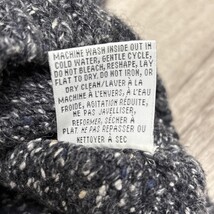 MACHINE WASH INSIDE OUT IN
COLD WATER, GENTLE CYCLE,
DO NOT BLEACH, RESHAPE, LAY
FLAT TO DRY. DO NOT IRON, OR
DRY CLEAN/LAVER À LA
MACHINE À L'ENVERS, À L'EAU
FROIDE, AGITATION RÉDUITE,
NE PAS JAVELLISER,
REFORMER, SÉCHER À
PLAT NE PAS REPASSER OU
NETTOYER À SEC